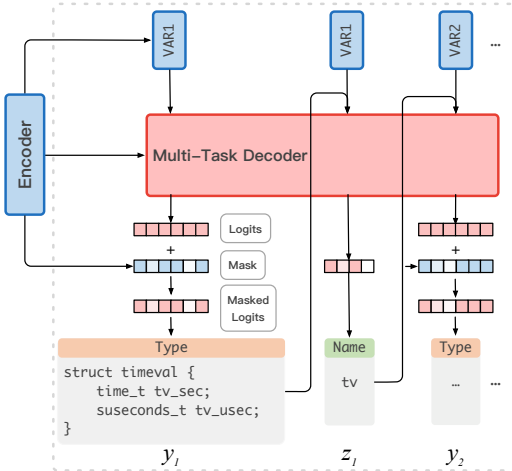 VAR1
VAR1
VAR2
...
Encoder
Multi-Task Decoder
Logits
+
+
Mask
Masked
Logits
Type
Name
Type
struct timeval {
time_t tv_sec;
suseconds_t tv_usec;
}
tv
...
...
y1
z1
y2